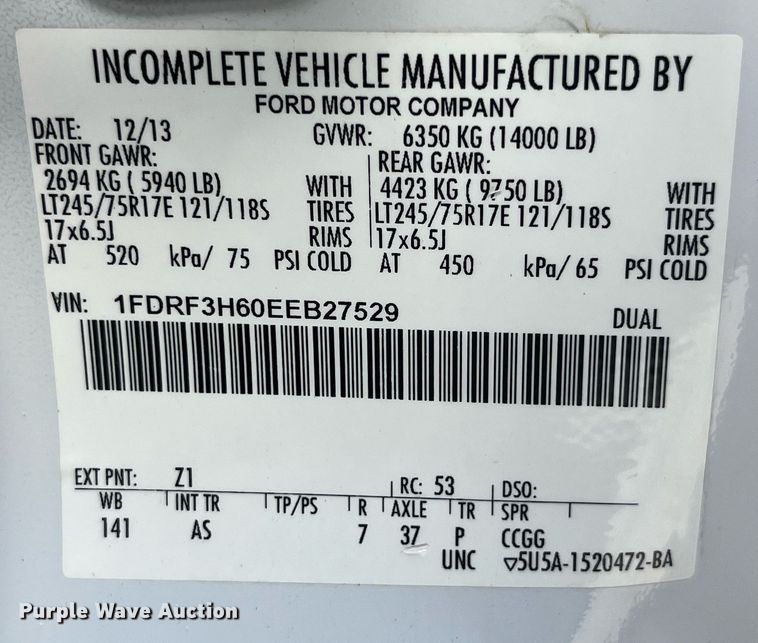 INCOMPLETE VEHICLE MANUFACTURED BY
FORD MOTOR COMPANY
DATE: 12/13 GVWR: 6350 KG (14000 LB)
FRONT GAWR: REAR GAWR:
2694 KG ( 5940 LB) WITH 4423 KG ( 9750 LB) WITH
LT245/75R17E 121/118S TIRES LT245/75R17E 121/118S TIRES
17x6.5J RIMS 17x6.5J RIMS
AT 520 kPa/ 75 PSI COLD AT 450 kPa/ 65 PSI COLD
VIN: 1FDRF3H60EEB27529
DUAL
EXT PNT: Z1 RC: 53 DSO:
WB INT TR TP/PS R AXLE TR SPR
141 AS 7 37 P CCGG
UNC ▽5U5A-1520472-BA
Purple Wave Auction